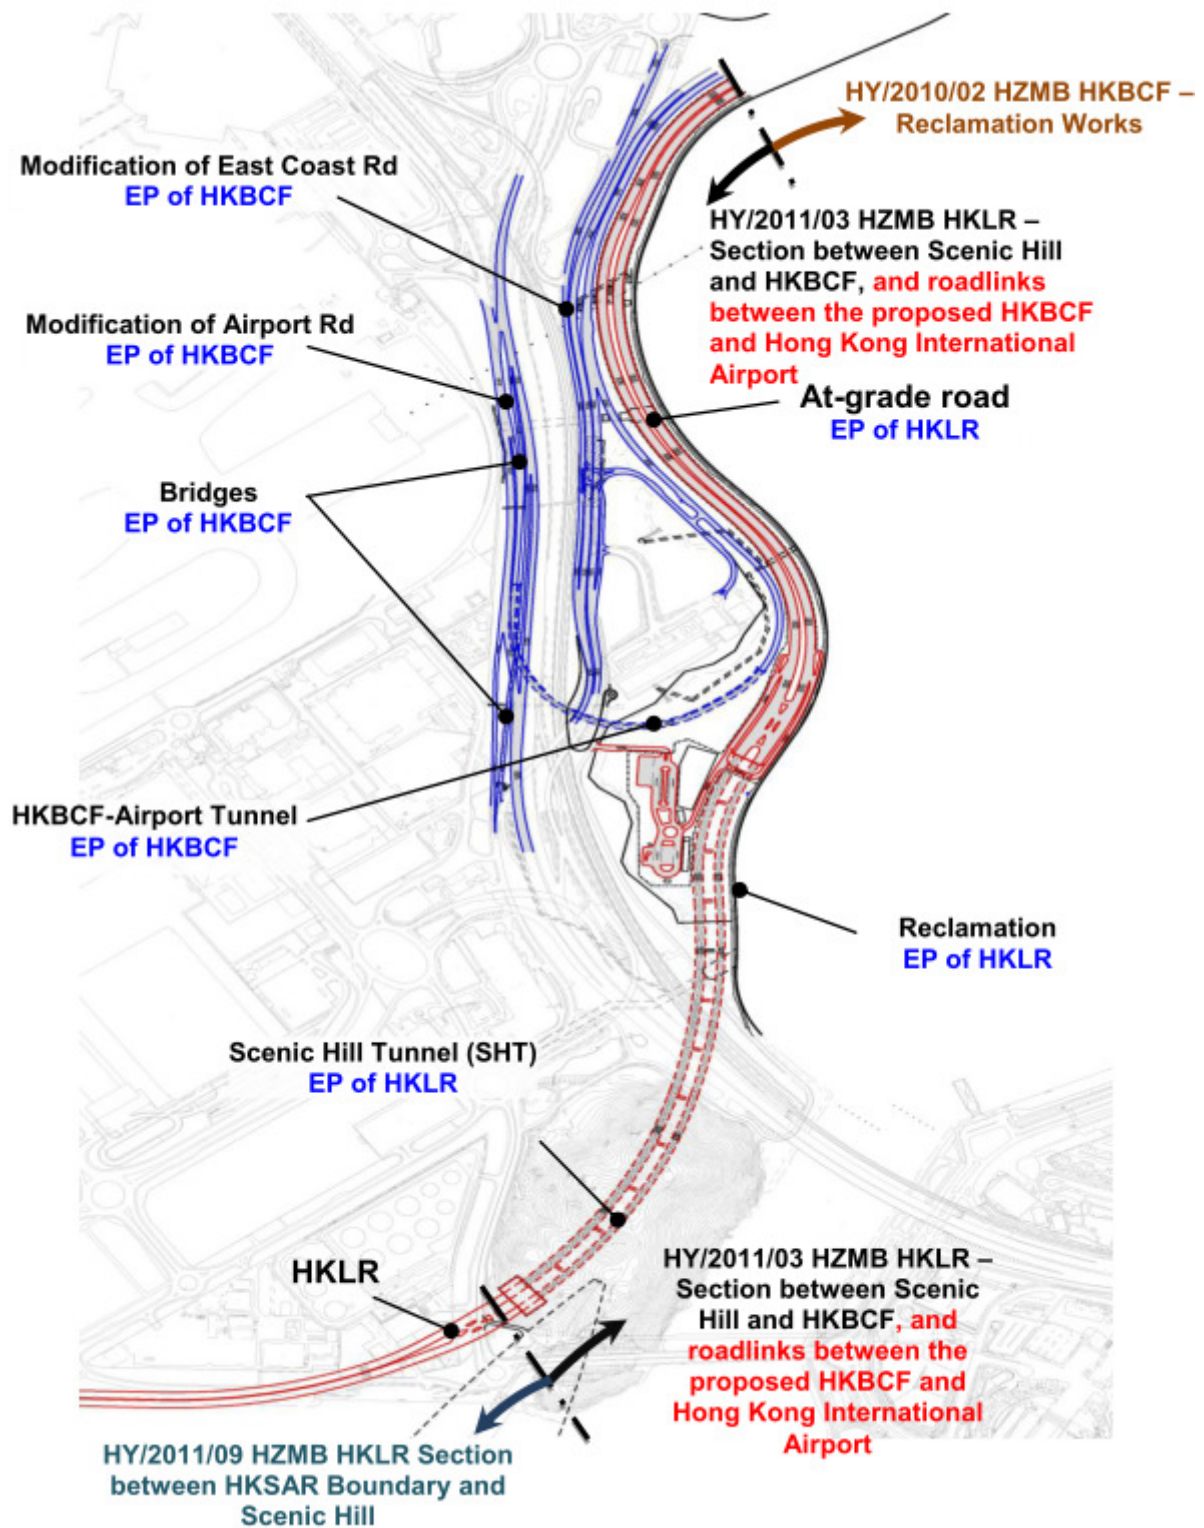 HY/2010/02 HZMB HKBCF –
Reclamation Works
Modification of East Coast Rd
EP of HKBCF
HY/2011/03 HZMB HKLR –
Section between Scenic Hill
and HKBCF, and roadlinks
between the proposed HKBCF
and Hong Kong International
Airport
Modification of Airport Rd
EP of HKBCF
At-grade road
EP of HKLR
Bridges
EP of HKBCF
HKBCF-Airport Tunnel
EP of HKBCF
Reclamation
EP of HKLR
Scenic Hill Tunnel (SHT)
EP of HKLR
HKLR
HY/2011/03 HZMB HKLR –
Section between Scenic
Hill and HKBCF, and
roadlinks between the
proposed HKBCF and
Hong Kong International
Airport
HY/2011/09 HZMB HKLR Section
between HKSAR Boundary and
Scenic Hill